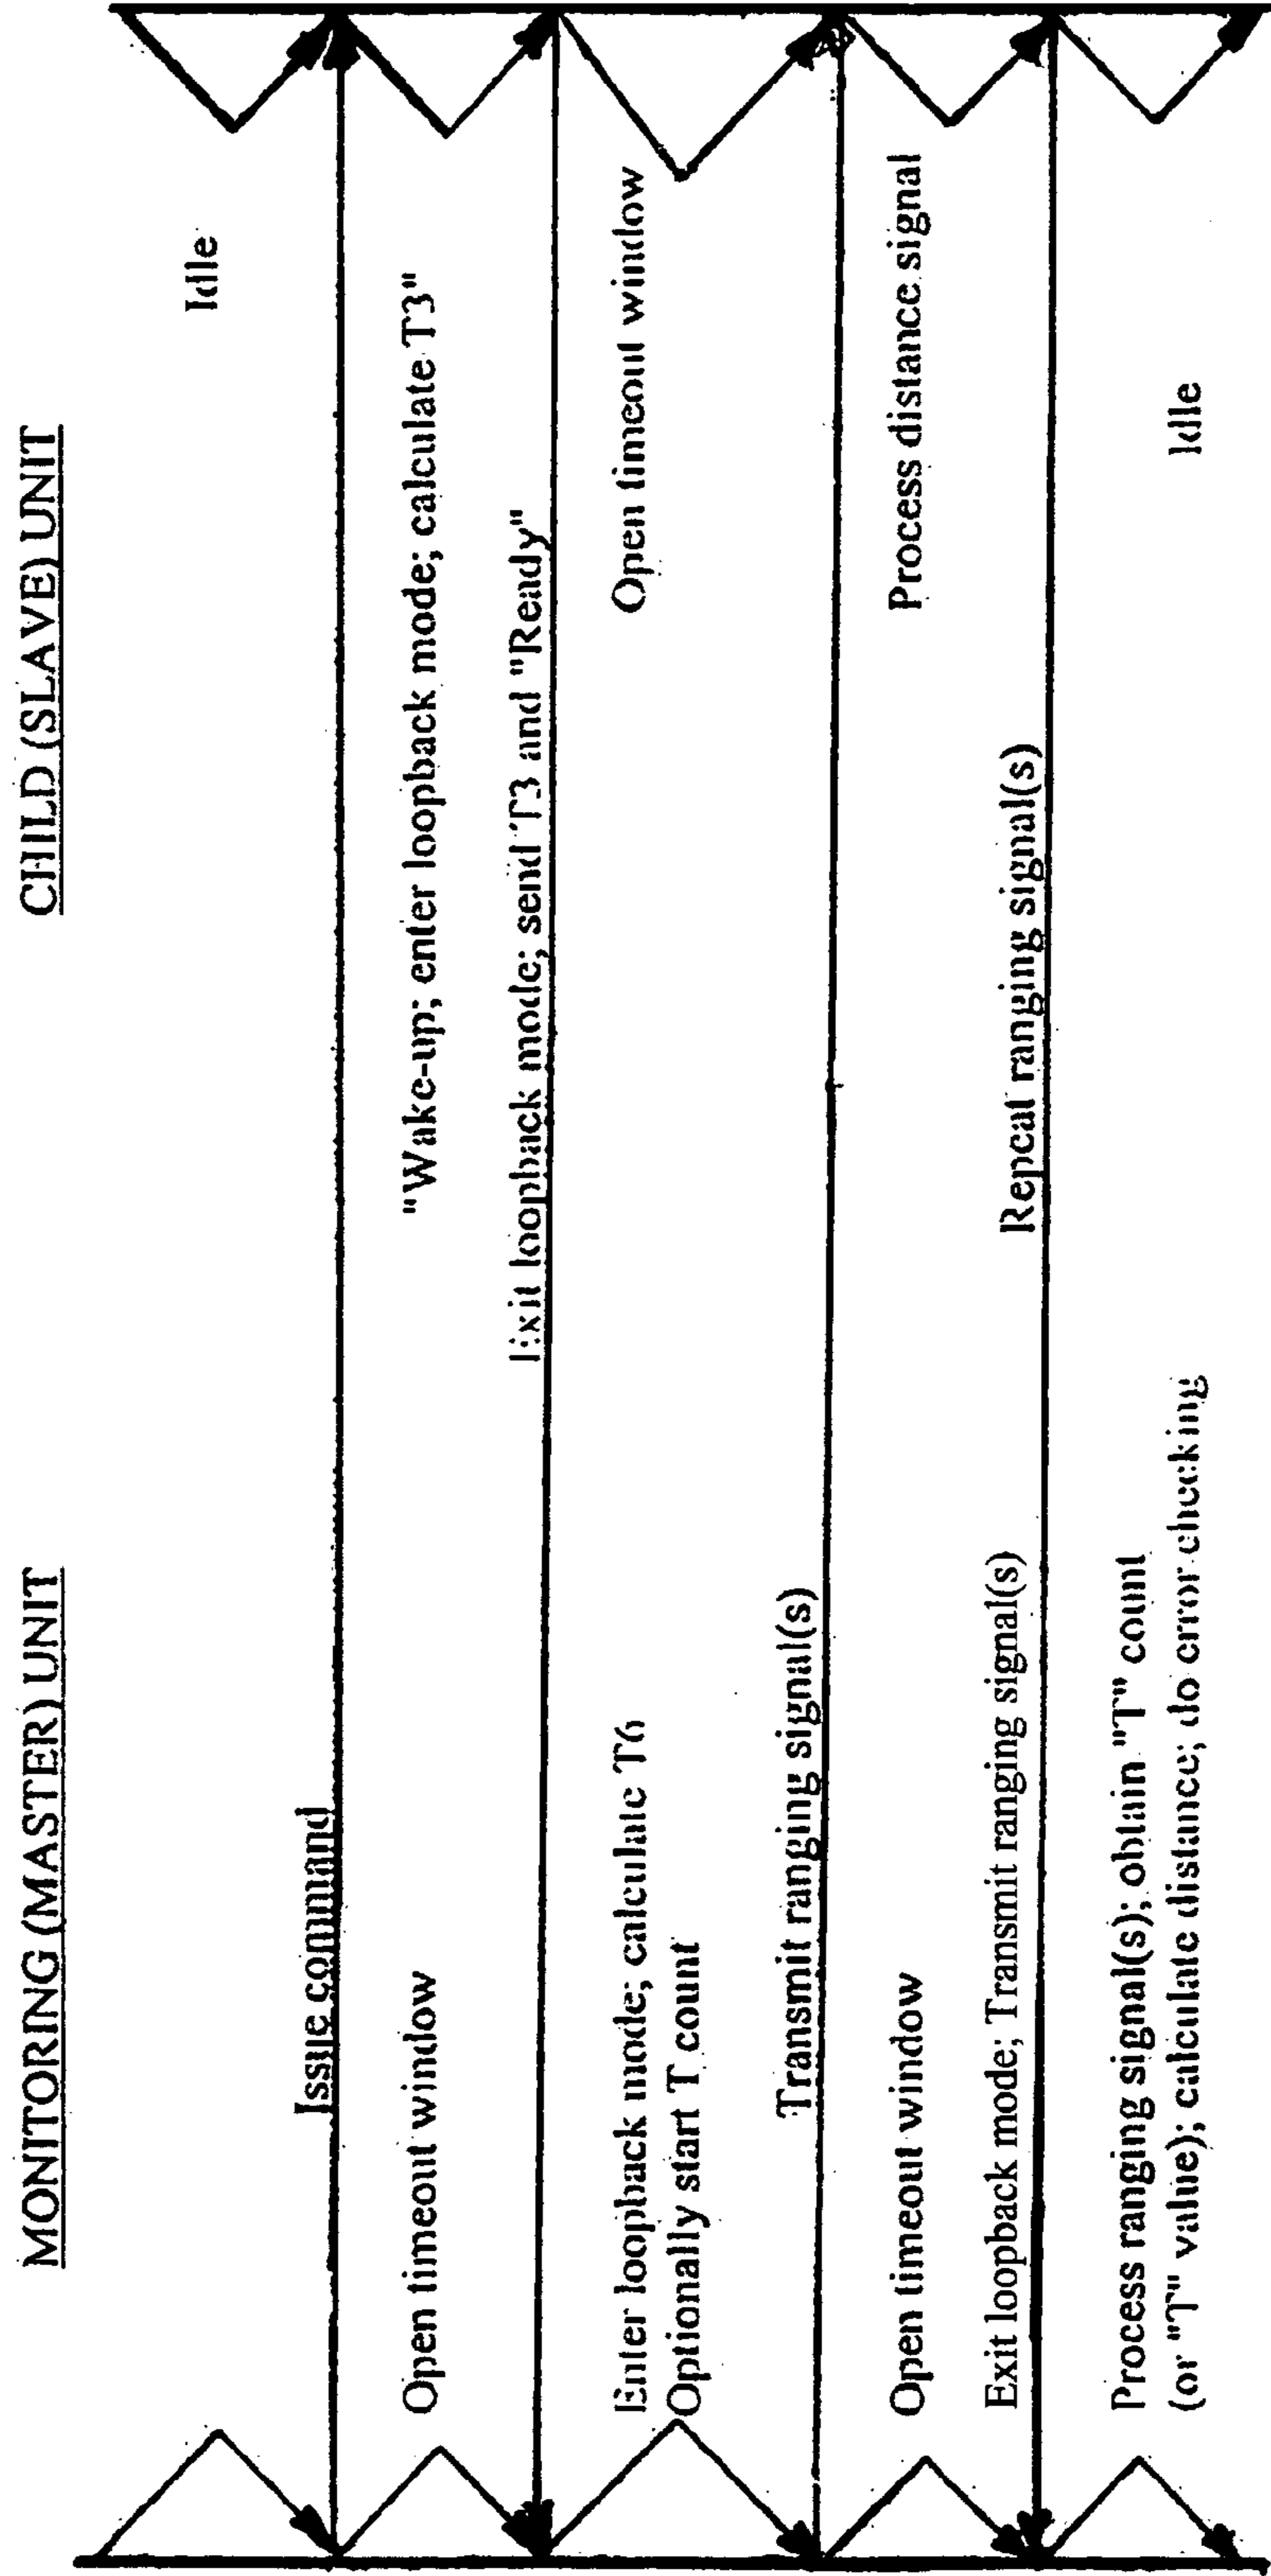 MONITORING (MASTER) UNIT
CHILD (SLAVE) UNIT
Idle
Issue command
Open timeout window
"Wake-up; enter loopback mode; calculate T3"
Exit loopback mode; send T3 and "Ready"
Enter loopback mode; calculate T6
Optionally start T count
Open timeout window
Transmit ranging signal(s)
Open timeout window
Process distance signal
Exit loopback mode; Transmit ranging signal(s)
Repeat ranging signal(s)
Process ranging signal(s); obtain "T" count
(or "T" value); calculate distance; do error checking
Idle